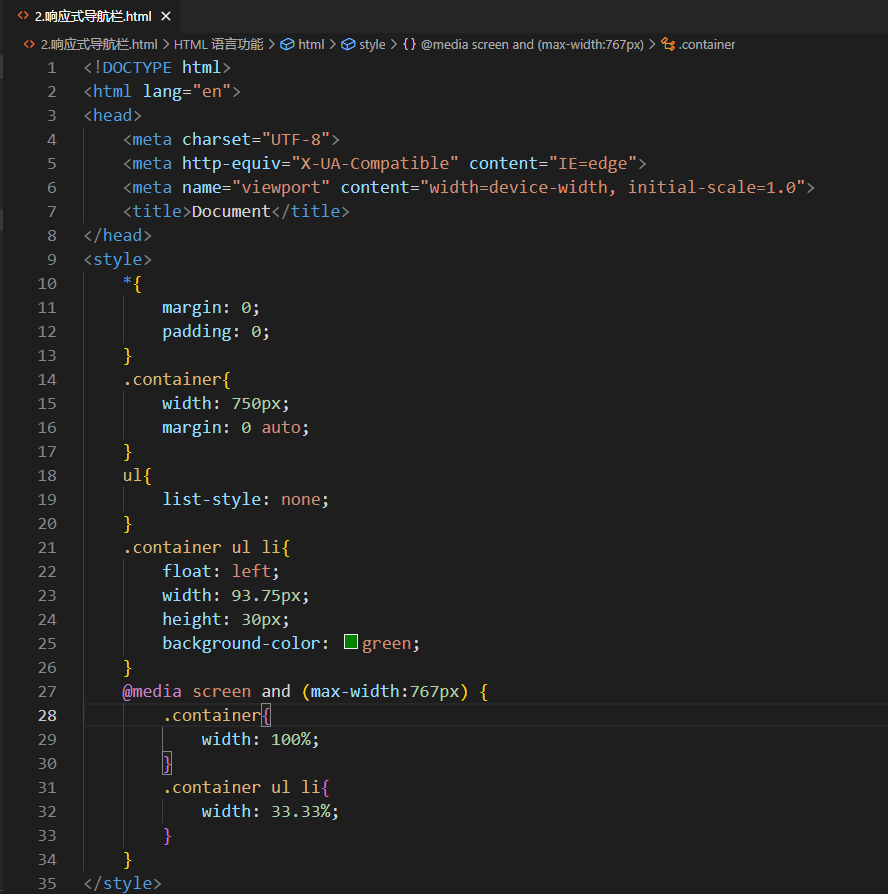 2.响应式导航栏.html
2.响应式导航栏.html > HTML 语言功能 > html > style > {} @media screen and (max-width:767px) > .container
1 <!DOCTYPE html>
2 <html lang="en">
3 <head>
4     <meta charset="UTF-8">
5     <meta http-equiv="X-UA-Compatible" content="IE=edge">
6     <meta name="viewport" content="width=device-width, initial-scale=1.0">
7     <title>Document</title>
8 </head>
9 <style>
10     *{
11         margin: 0;
12         padding: 0;
13     }
14     .container{
15         width: 750px;
16         margin: 0 auto;
17     }
18     ul{
19         list-style: none;
20     }
21     .container ul li{
22         float: left;
23         width: 93.75px;
24         height: 30px;
25         background-color: green;
26     }
27     @media screen and (max-width:767px) {
28         .container{
29             width: 100%;
30         }
31         .container ul li{
32             width: 33.33%;
33         }
34     }
35 </style>